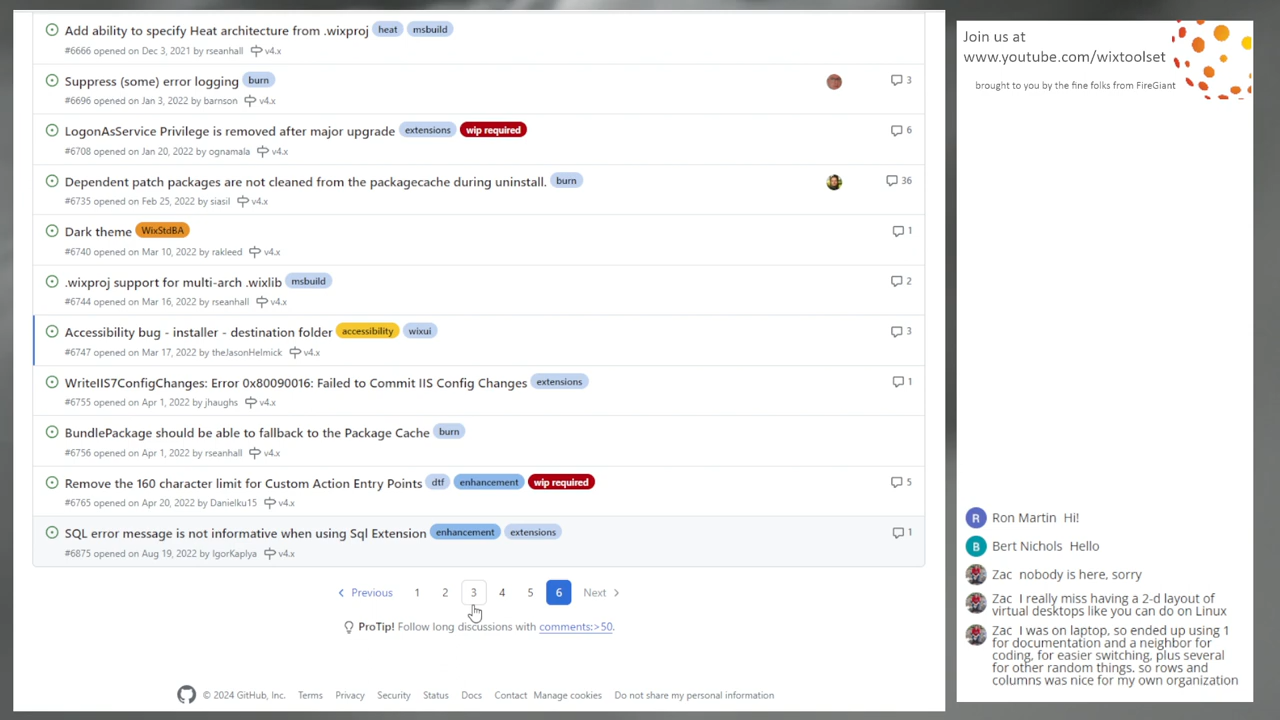 Add ability to specify Heat architecture from .wixproj heat msbuild
#6666 opened on Dec 3, 2021 by rseanhall v4.x
Suppress (some) error logging burn
3
#6696 opened on Jan 3, 2022 by barnson v4.x
LogonAsService Privilege is removed after major upgrade extensions wip required
6
#6708 opened on Jan 20, 2022 by ognamala v4.x
Dependent patch packages are not cleaned from the packagecache during uninstall. burn
36
#6735 opened on Feb 25, 2022 by siasil v4.x
Dark theme WixStdBA
1
#6740 opened on Mar 10, 2022 by rakleed v4.x
.wixproj support for multi-arch .wixlib msbuild
2
#6744 opened on Mar 16, 2022 by rseanhall v4.x
Accessibility bug - installer - destination folder accessibility wixui
3
#6747 opened on Mar 17, 2022 by theJasonHelmick v4.x
WriteIIS7ConfigChanges: Error 0x80090016: Failed to Commit IIS Config Changes extensions
1
#6755 opened on Apr 1, 2022 by jhaughs v4.x
BundlePackage should be able to fallback to the Package Cache burn
#6756 opened on Apr 1, 2022 by rseanhall v4.x
Remove the 160 character limit for Custom Action Entry Points dtf enhancement wip required
5
#6765 opened on Apr 20, 2022 by Danielku15 v4.x
SQL error message is not informative when using Sql Extension enhancement extensions
1
#6875 opened on Aug 19, 2022 by IgorKaplya v4.x
Previous 1 2 3 4 5 6 Next
ProTip! Follow long discussions with comments:>50.
© 2024 GitHub, Inc. Terms Privacy Security Status Docs Contact Manage cookies Do not share my personal information
Join us at
www.youtube.com/wixtoolset
brought to you by the fine folks from FireGiant
R Ron Martin Hi!
B Bert Nichols Hello
Zac nobody is here, sorry
Zac I really miss having a 2-d layout of
virtual desktops like you can do on Linux
Zac I was on laptop, so ended up using 1
for documentation and a neighbor for
coding, for easier switching, plus several
for other random things. so rows and
columns was nice for my own organization